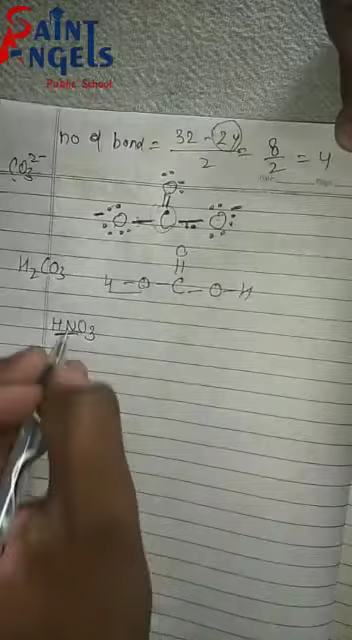 SAINT
ANGELS
Public School
no of bond = 32 - 24 / 2 = 8 / 2 = 4
CO3 2-
O
O - C - O
H2CO3
O
H - O - C - O - H
HNO3